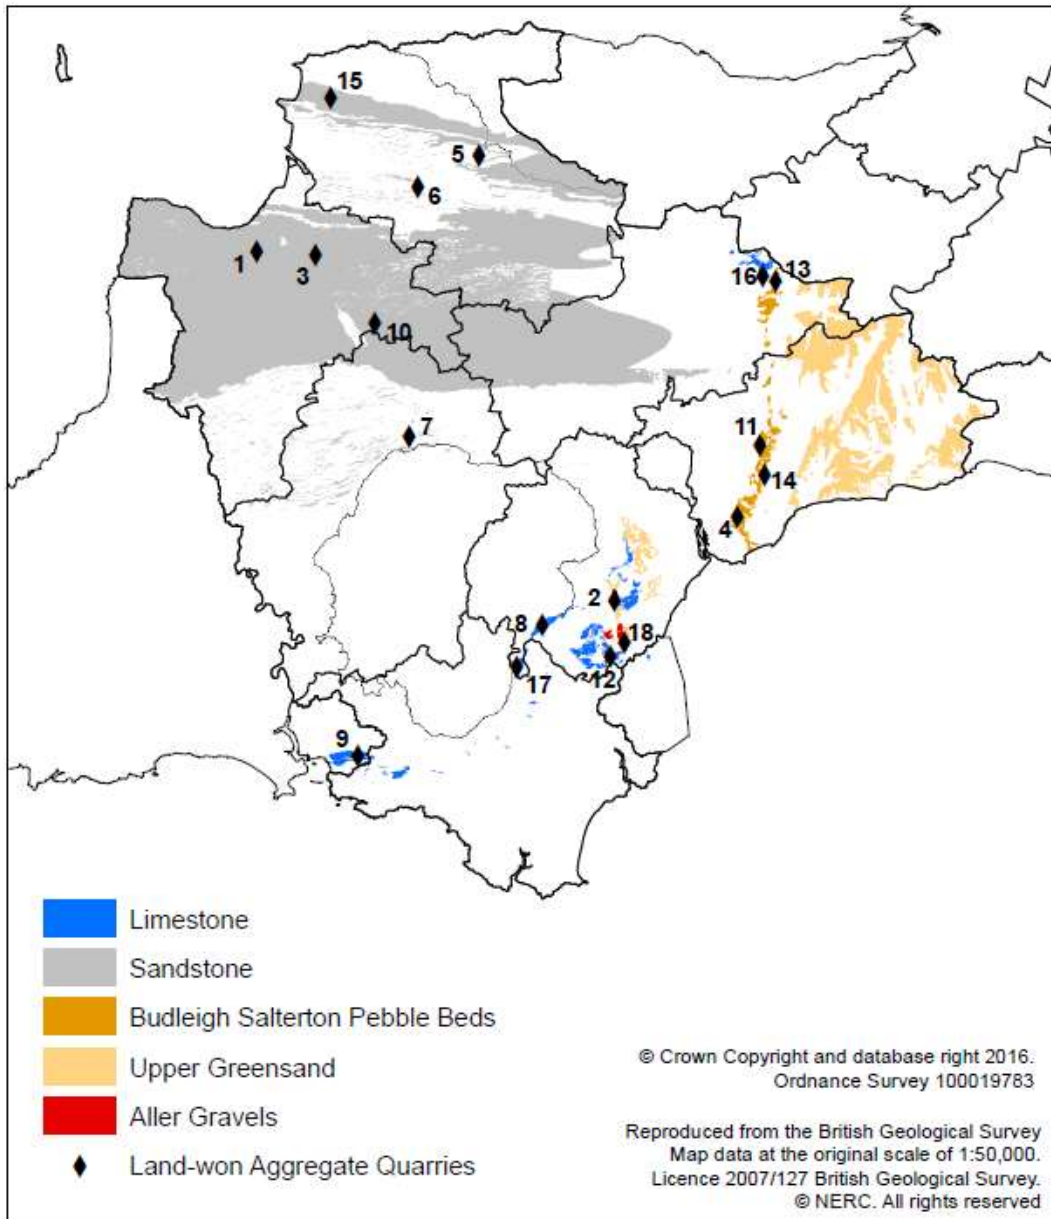 15
5
6
1
3
16
13
10
7
11
14
4
2
8
18
12
17
9
Limestone
Sandstone
Budleigh Salterton Pebble Beds
Upper Greensand
Aller Gravels
Land-won Aggregate Quarries
© Crown Copyright and database right 2016.
Ordnance Survey 100019783
Reproduced from the British Geological Survey
Map data at the original scale of 1:50,000.
Licence 2007/127 British Geological Survey.
© NERC. All rights reserved